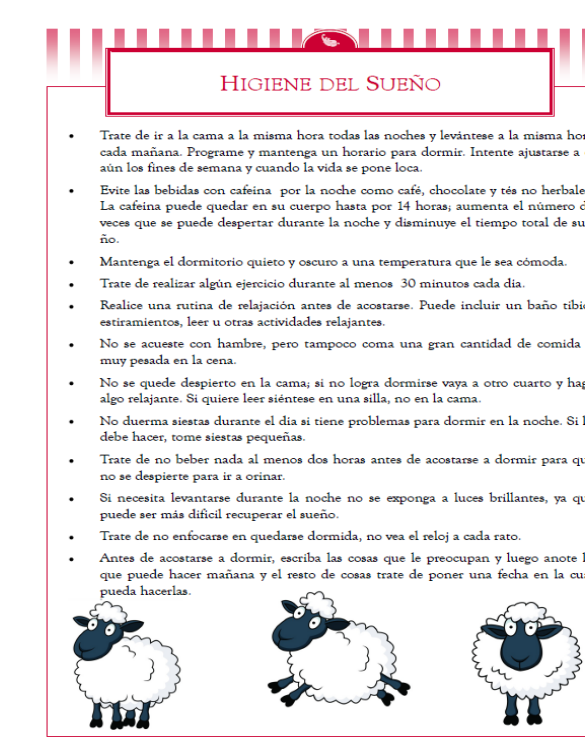 HIGIENE DEL SUEÑO
• Trate de ir a la cama a la misma hora todas las noches y levántese a la misma hor
cada mañana. Programe y mantenga un horario para dormir. Intente ajustarse a
aún los fines de semana y cuando la vida se pone loca.
• Evite las bebidas con cafeína por la noche como café, chocolate y tés no herbale
La cafeína puede quedar en su cuerpo hasta por 14 horas; aumenta el número d
veces que se puede despertar durante la noche y disminuye el tiempo total de su
ño.
• Mantenga el dormitorio quieto y oscuro a una temperatura que le sea cómoda.
• Trate de realizar algún ejercicio durante al menos 30 minutos cada día.
• Realice una rutina de relajación antes de acostarse. Puede incluir un baño tibi
estiramientos, leer u otras actividades relajantes.
• No se acueste con hambre, pero tampoco coma una gran cantidad de comida
muy pesada en la cena.
• No se quede despierto en la cama; si no logra dormirse vaya a otro cuarto y hag
algo relajante. Si quiere leer siéntese en una silla, no en la cama.
• No duerma siestas durante el día si tiene problemas para dormir en la noche. Si l
debe hacer, tome siestas pequeñas.
• Trate de no beber nada al menos dos horas antes de acostarse a dormir para qu
no se despierte para ir a orinar.
• Si necesita levantarse durante la noche no se exponga a luces brillantes, ya qu
puede ser más difícil recuperar el sueño.
• Trate de no enfocarse en quedarse dormida, no vea el reloj a cada rato.
• Antes de acostarse a dormir, escriba las cosas que le preocupan y luego anote l
que puede hacer mañana y el resto de cosas trate de poner una fecha en la cu
pueda hacerlas.